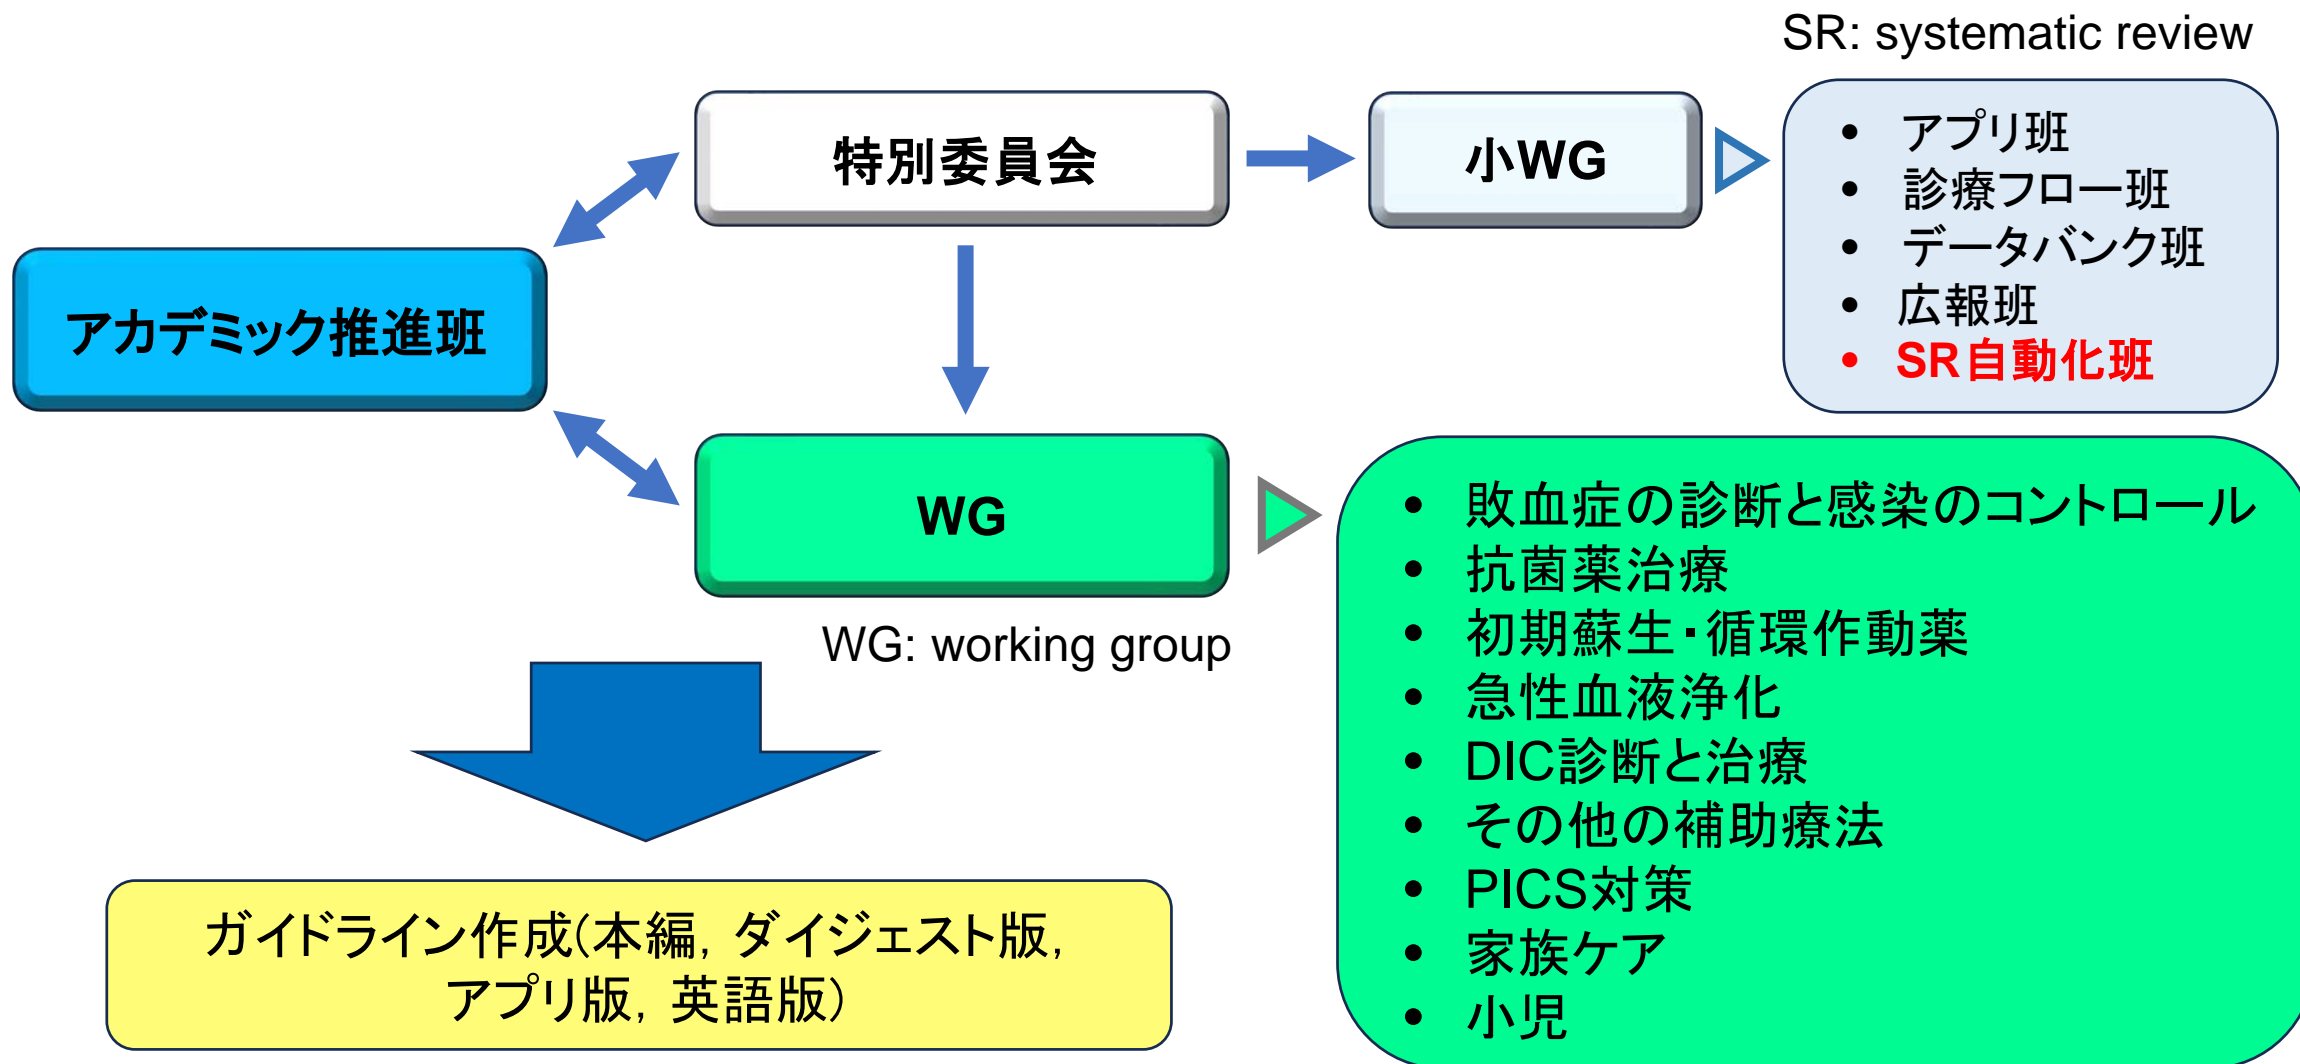 SR: systematic review
特別委員会
小WG
• アプリ班
• 診療フロー班
• データバンク班
• 広報班
• SR自動化班
アカデミック推進班
WG
WG: working group
• 敗血症の診断と感染のコントロール
• 抗菌薬治療
• 初期蘇生・循環作動薬
• 急性血液浄化
• DIC診断と治療
• その他の補助療法
• PICS対策
• 家族ケア
• 小児
ガイドライン作成(本編, ダイジェスト版,
アプリ版, 英語版)